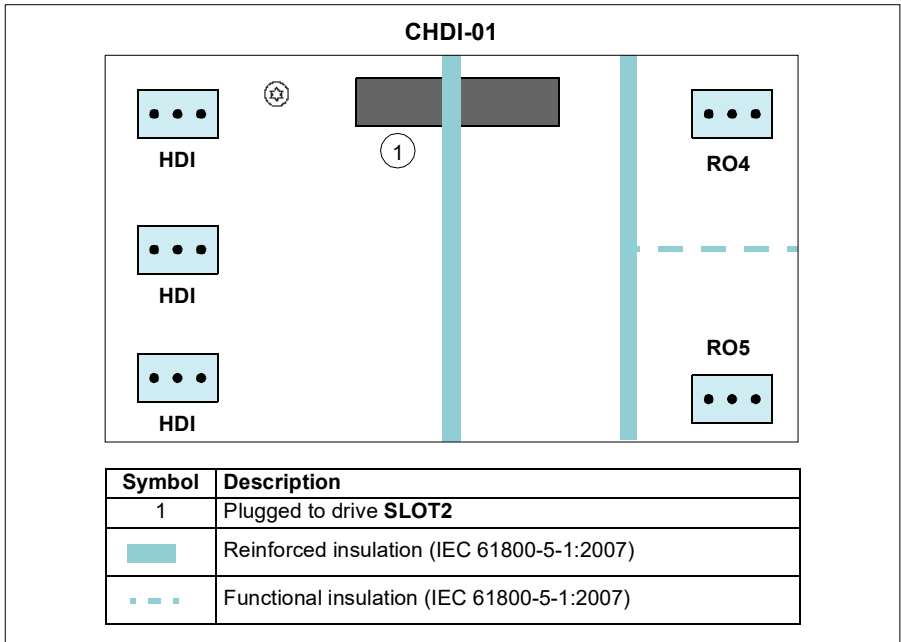 CHDI-01
HDI
1
RO4
HDI
RO5
HDI
Symbol Description
1 Plugged to drive SLOT2
Reinforced insulation (IEC 61800-5-1:2007)
Functional insulation (IEC 61800-5-1:2007)